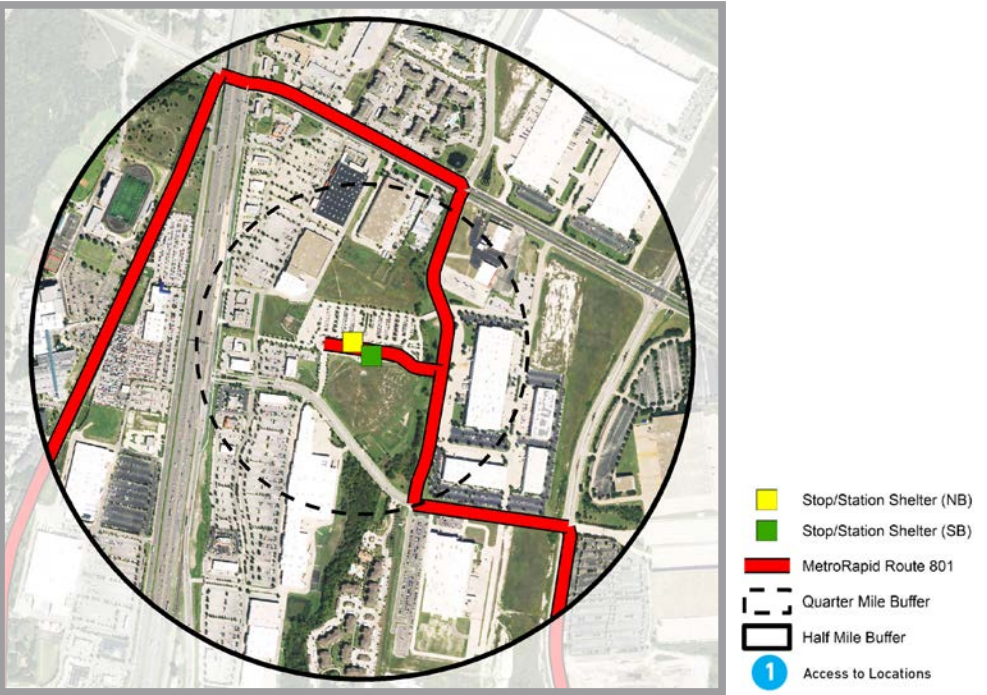 Stop/Station Shelter (NB)
Stop/Station Shelter (SB)
MetroRapid Route 801
Quarter Mile Buffer
Half Mile Buffer
1 Access to Locations